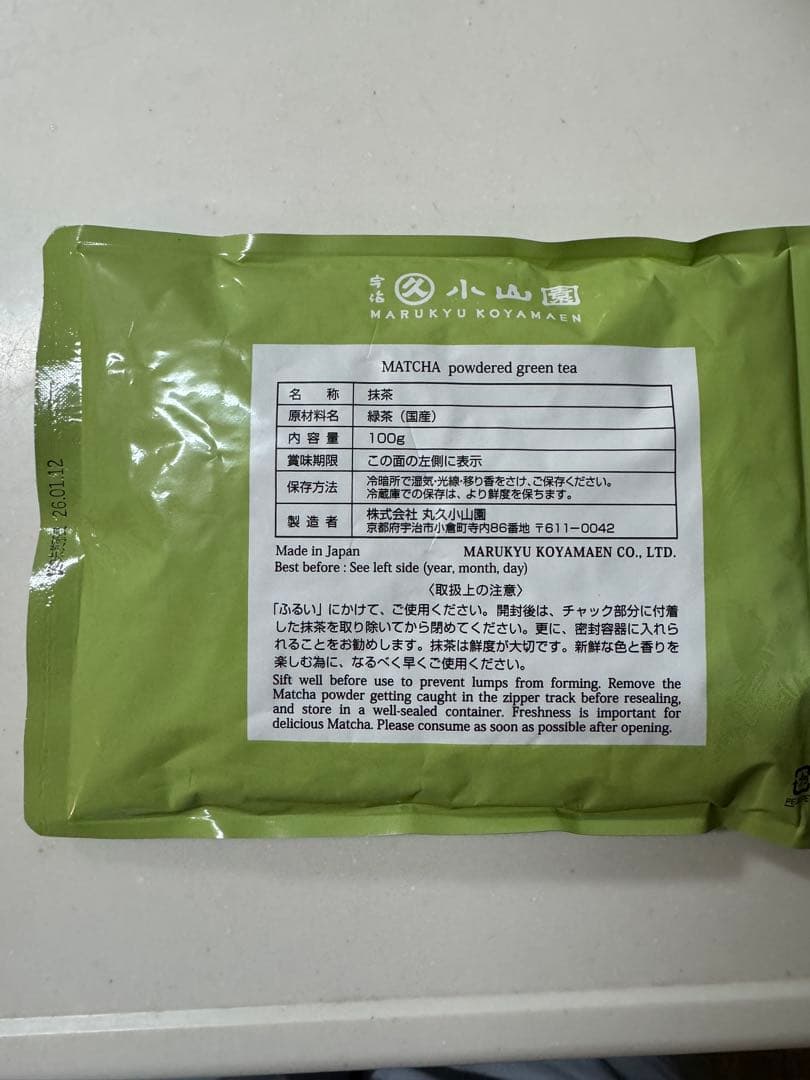 宇治 久 小山園
MARUKYU KOYAMAEN
MATCHA powdered green tea
名 称 抹茶
原材料名 緑茶（国産）
内容量 100g
賞味期限 この面の左側に表示
保存方法 冷暗所で湿気・光線・移り香をさけ、ご保存ください。
冷蔵庫での保存は、より鮮度を保ちます。
製造者 株式会社 丸久小山園
京都府宇治市小倉町寺内86番地 〒611-0042
Made in Japan MARUKYU KOYAMAEN CO., LTD.
Best before : See left side (year, month, day)
〈取扱上の注意〉
「ふるい」にかけて、ご使用ください。開封後は、チャック部分に付着
した抹茶を取り除いてから閉めてください。更に、密封容器に入れら
れることをお勧めします。抹茶は鮮度が大切です。新鮮な色と香りを
楽しむ為に、なるべく早くご使用ください。
Sift well before use to prevent lumps from forming. Remove the
Matcha powder getting caught in the zipper track before resealing,
and store in a well-sealed container. Freshness is important for
delicious Matcha. Please consume as soon as possible after opening.
26.01.12